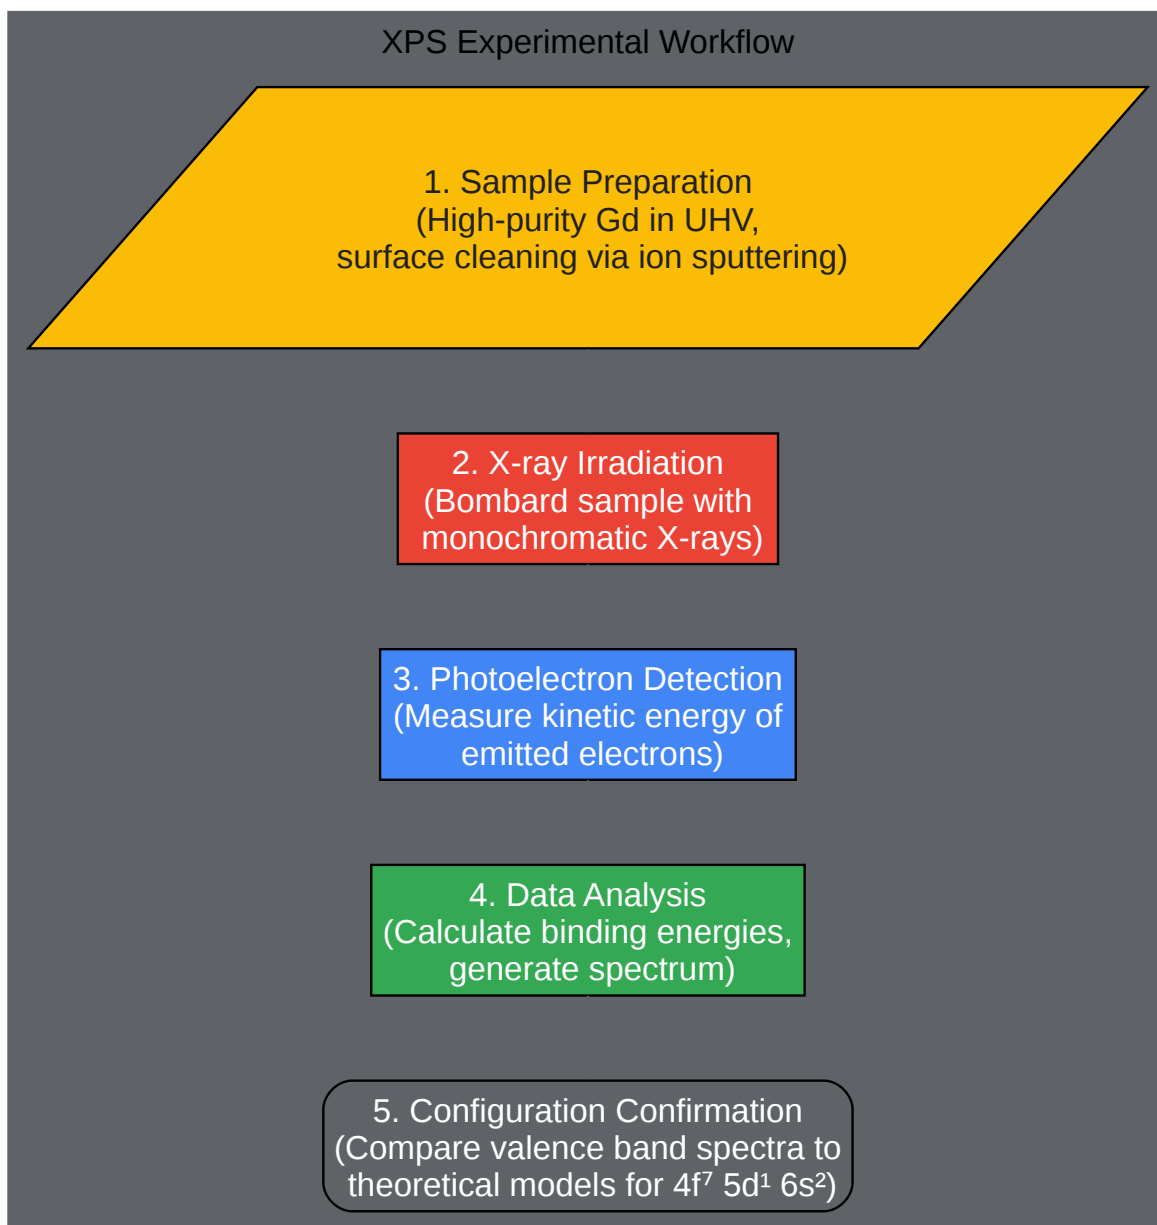 XPS Experimental Workflow
1. Sample Preparation
(High-purity Gd in UHV,
surface cleaning via ion sputtering)
2. X-ray Irradiation
(Bombard sample with
monochromatic X-rays)
3. Photoelectron Detection
(Measure kinetic energy of
emitted electrons)
4. Data Analysis
(Calculate binding energies,
generate spectrum)
5. Configuration Confirmation
(Compare valence band spectra to
theoretical models for 4f⁷ 5d¹ 6s²)